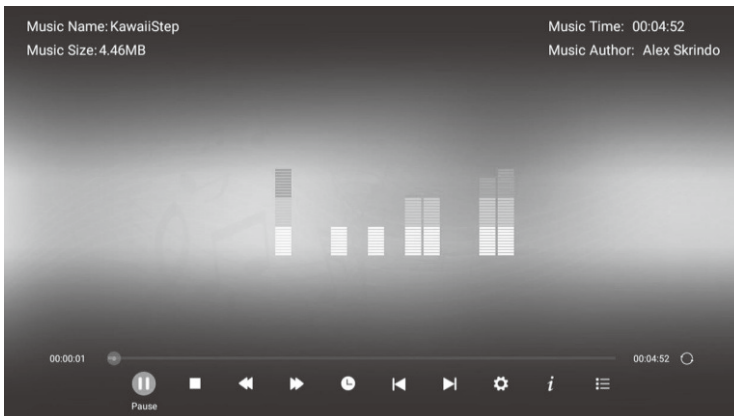 Music Name: KawaiiStep
Music Size: 4.46MB
Music Time: 00:04:52
Music Author: Alex Skrindo
00:00:01
00:04:52
Pause